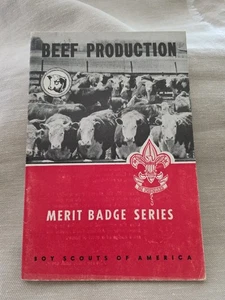 BEEF PRODUCTION
MERIT BADGE SERIES
BOY SCOUTS OF AMERICA